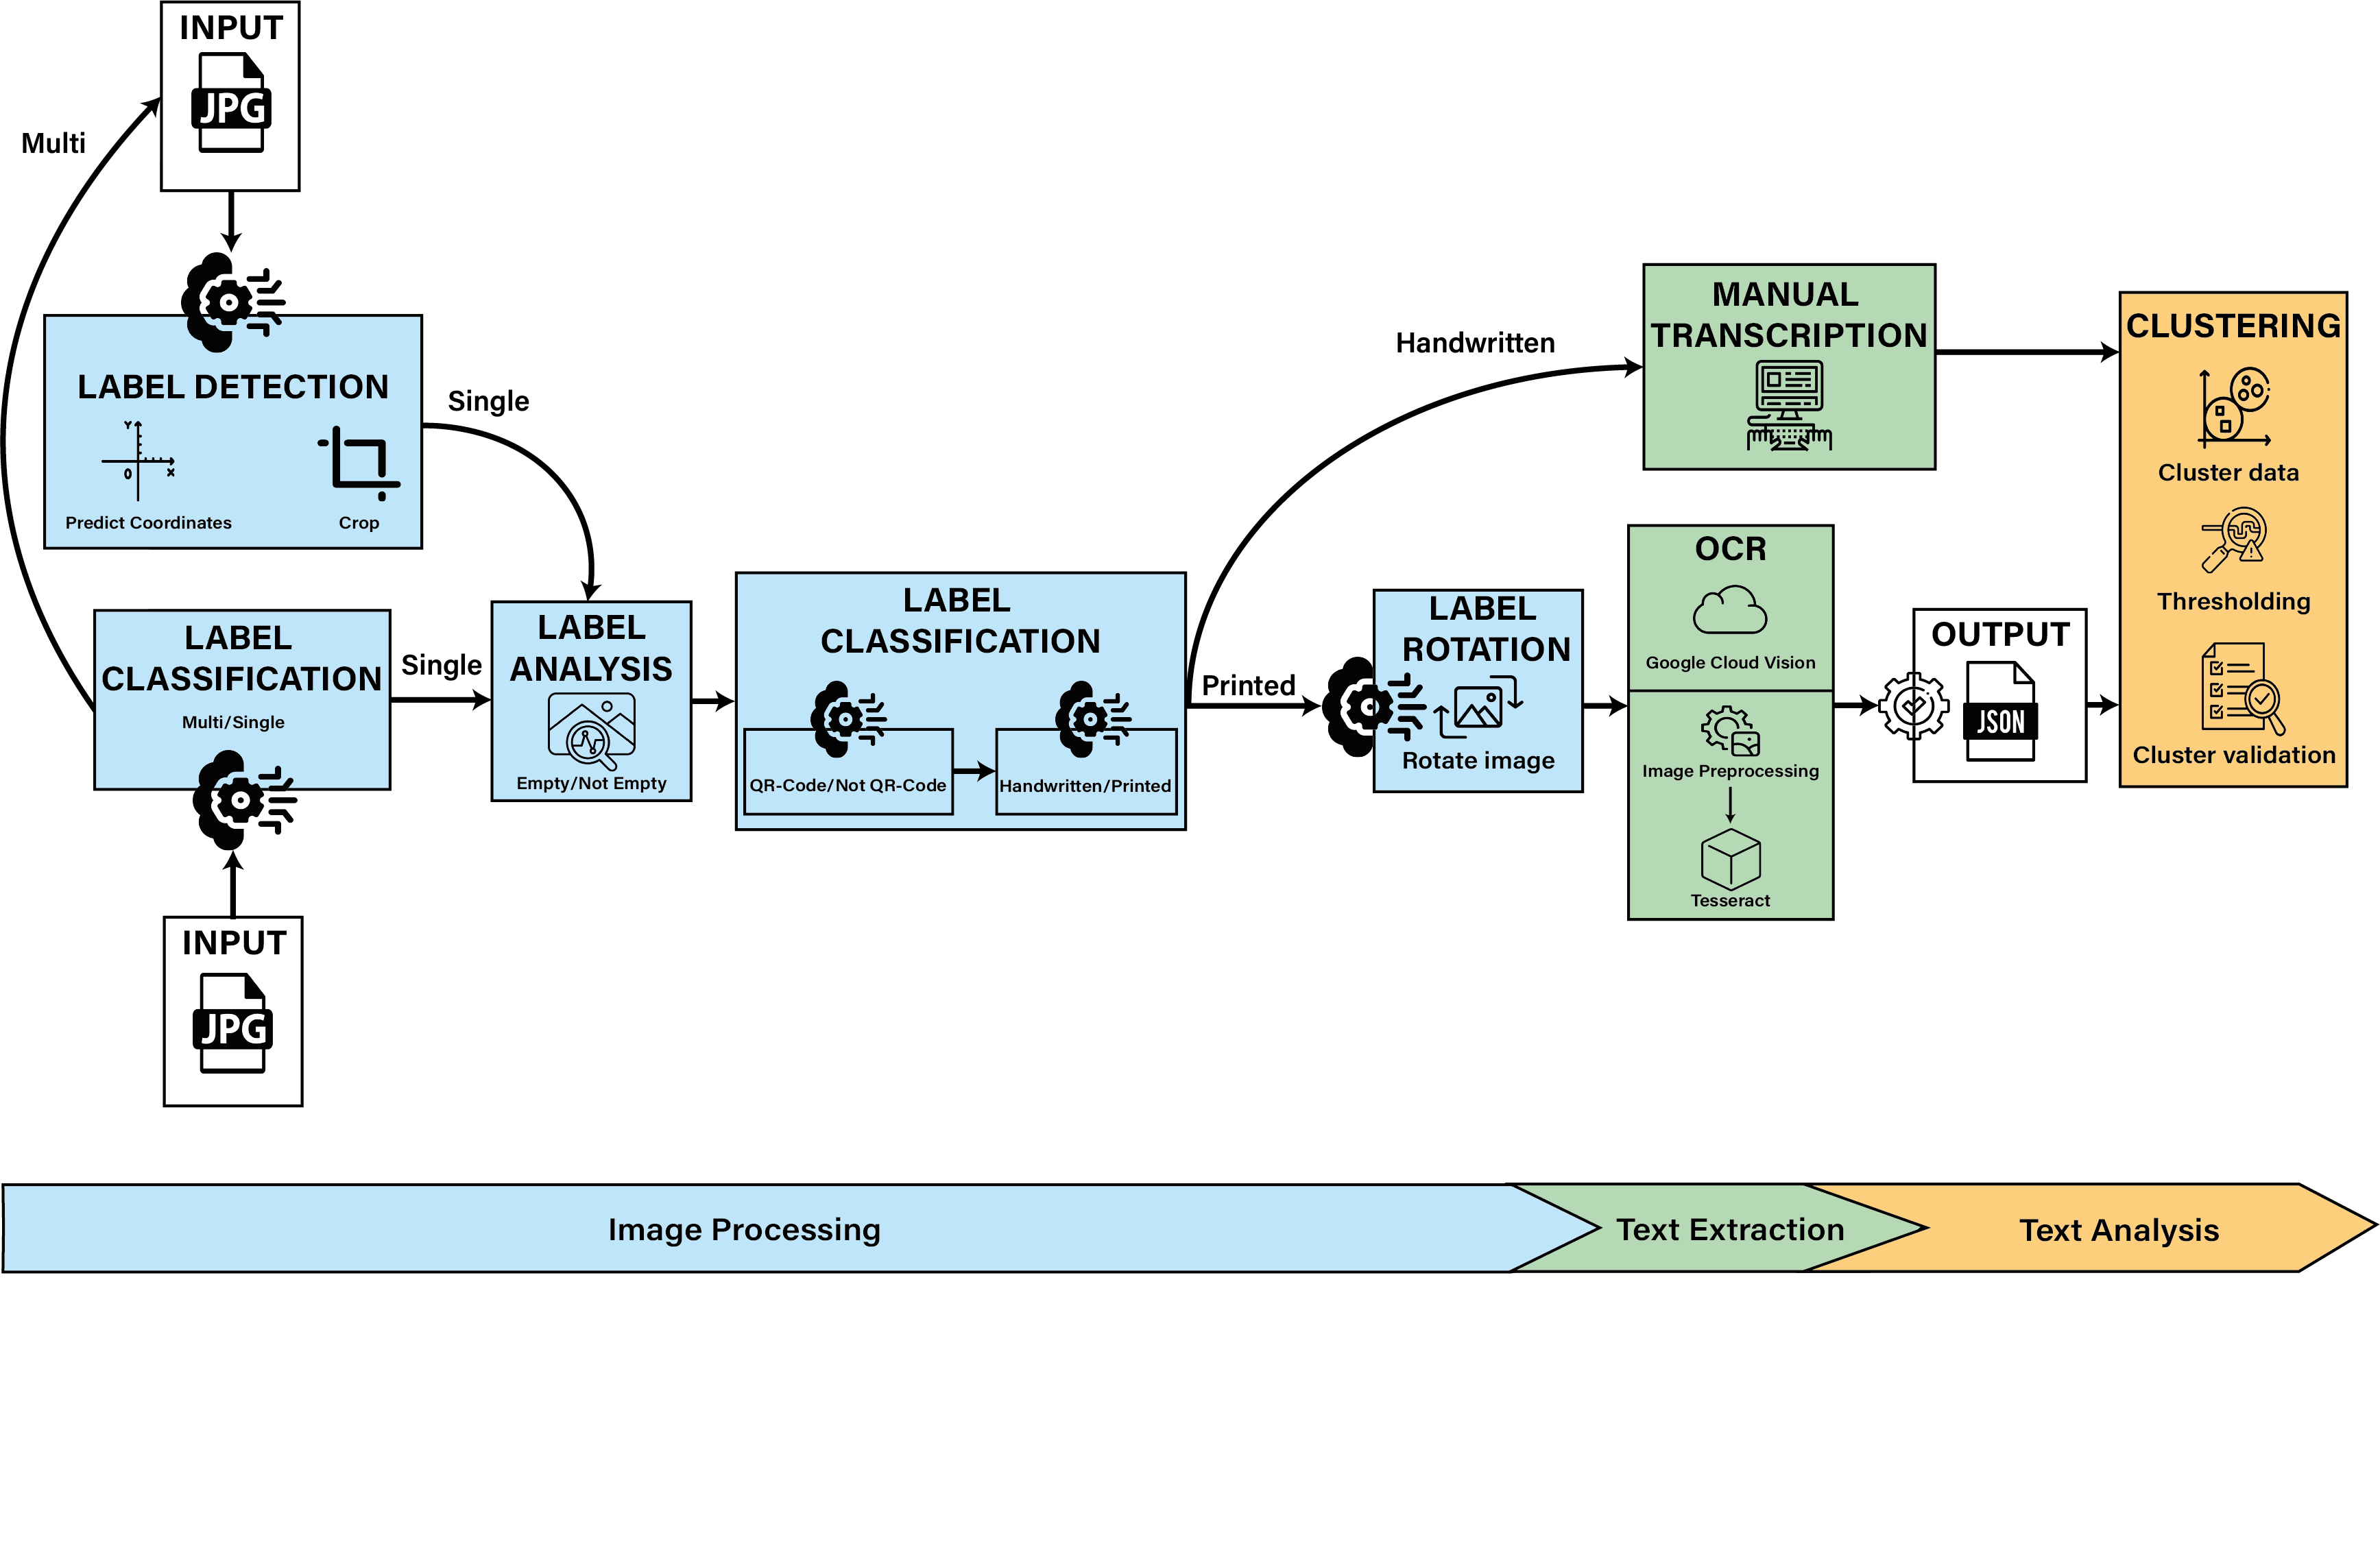 INPUT
JPG
Multi
LABEL DETECTION
Y
O
X
Predict Coordinates
Crop
Single
LABEL
CLASSIFICATION
Multi/Single
Single
INPUT
JPG
LABEL
ANALYSIS
Empty/Not Empty
LABEL
CLASSIFICATION
QR-Code/Not QR-Code
Handwritten/Printed
Handwritten
Printed
MANUAL
TRANSCRIPTION
LABEL
ROTATION
Rotate image
OCR
Google Cloud Vision
Image Preprocessing
Tesseract
OUTPUT
JSON
CLUSTERING
Cluster data
Thresholding
Cluster validation
Image Processing
Text Extraction
Text Analysis